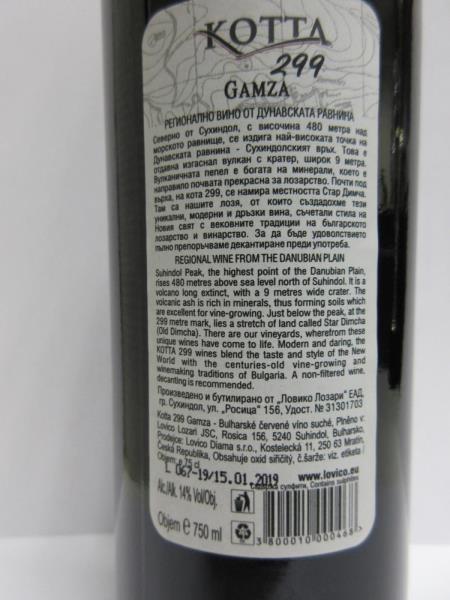 KOTTA
299
GAMZA
РЕГИОНАЛНО ВИНО ОТ ДУНАВСКАТА РАВНИНА
Северно от Сухиндол, с височина 480 метра над
морското равнище, се издига най-високата точка на
Дунавската равнина - Сухиндолският връх. Това е
отдавна изгаснал вулкан с кратер, широк 9 метра.
Вулканичната пепел е богата на минерали, което е
направило почвата прекрасна за лозарство. Почти под
върха, на кота 299, се намира местността Стар Димча.
Там са нашите лозя, от които създадохме тези
уникални, модерни и дръзки вина, съчетали стила на
Новия свят с вековните традиции на българското
лозарство и винарство. За да бъде удоволствието
пълно препоръчваме декантиране преди употреба.
REGIONAL WINE FROM THE DANUBIAN PLAIN
Suhindol Peak, the highest point of the Danubian Plain,
rises 480 metres above sea level north of Suhindol. It is a
volcano long extinct, with a 9 metres wide crater. The
volcanic ash is rich in minerals, thus forming soils which
are excellent for vine-growing. Just below the peak, at the
299 metre mark, lies a stretch of land called Star Dimcha
(Old Dimcha). There are our vineyards, wherefrom these
unique wines have come to life. Modern and daring, the
KOTTA 299 wines blend the taste and style of the New
World with the centuries-old vine-growing and
winemaking traditions of Bulgaria. A non-filtered wine,
decanting is recommended.
Произведено и бутилирано от „Ловико Лозари" ЕАД,
гр. Сухиндол, ул. „Росица" 156, Удост. № 31301703
Kotta 299 Gamza - Bulharské červené víno suché, Plněno v:
Lovico Lozari JSC, Rosica 156, 5240 Suhindol, Bulharsko,
Prodejce: Lovico Diama s.r.o., Kostelecká 11, 250 63 Mratín,
Česká Republika, Obsahuje oxid siřičitý, č.šarže: viz. etiketa /
Objem: e 75 cl
L 067-19/15.01.2019
www.lovico.eu
Съдържа сулфити, Contains sulphites
Alc./Alk. 14% Vol/Obj.
Objem e 750 ml
3800010000468